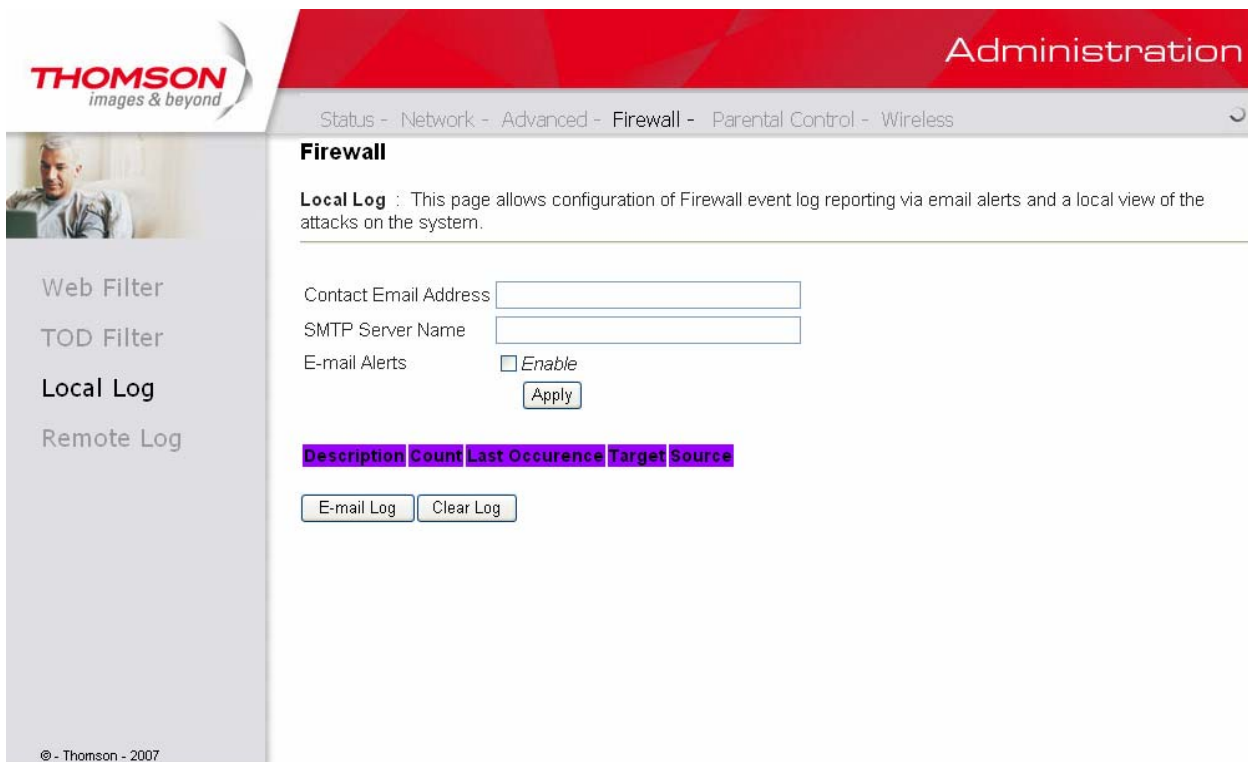 THOMSON
images & beyond
Administration
Status - Network - Advanced - Firewall - Parental Control - Wireless
Firewall
Local Log : This page allows configuration of Firewall event log reporting via email alerts and a local view of the
attacks on the system.
Web Filter
TOD Filter
Local Log
Remote Log
Contact Email Address
SMTP Server Name
E-mail Alerts Enable
Apply
Description Count Last Occurence Target Source
E-mail Log Clear Log
© - Thomson - 2007